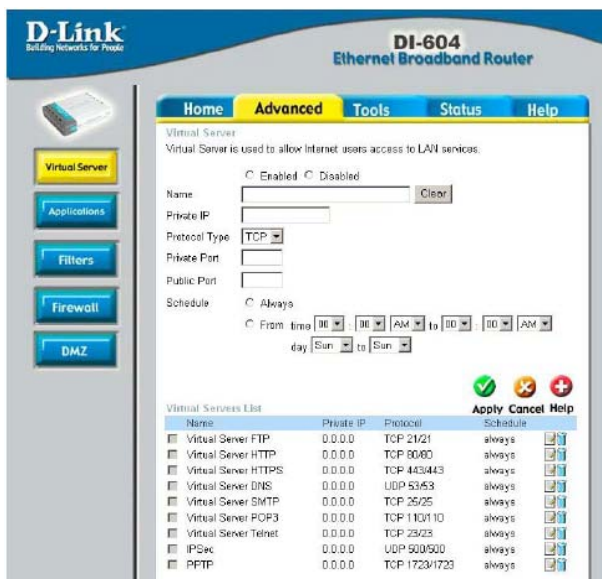 D-Link
Building Networks for People
DI-604
Ethernet Broadband Router
Home Advanced Tools Status Help
Virtual Server
Applications
Filters
Firewall
DMZ
Virtual Server
Virtual Server is used to allow Internet users access to LAN services.
Enabled Disabled
Name Clear
Private IP
Protocol Type TCP
Private Port
Public Port
Schedule Always
From time 00 : 00 AM to 00 : 00 AM
day Sun to Sun
Apply Cancel Help
Virtual Servers List
Name Private IP Protocol Schedule
Virtual Server FTP 0.0.0.0 TCP 21/21 always
Virtual Server HTTP 0.0.0.0 TCP 80/80 always
Virtual Server HTTPS 0.0.0.0 TCP 443/443 always
Virtual Server DNS 0.0.0.0 UDP 53/53 always
Virtual Server SMTP 0.0.0.0 TCP 25/25 always
Virtual Server POP3 0.0.0.0 TCP 110/110 always
Virtual Server Telnet 0.0.0.0 TCP 23/23 always
IPSec 0.0.0.0 UDP 500/500 always
PPTP 0.0.0.0 TCP 1723/1723 always